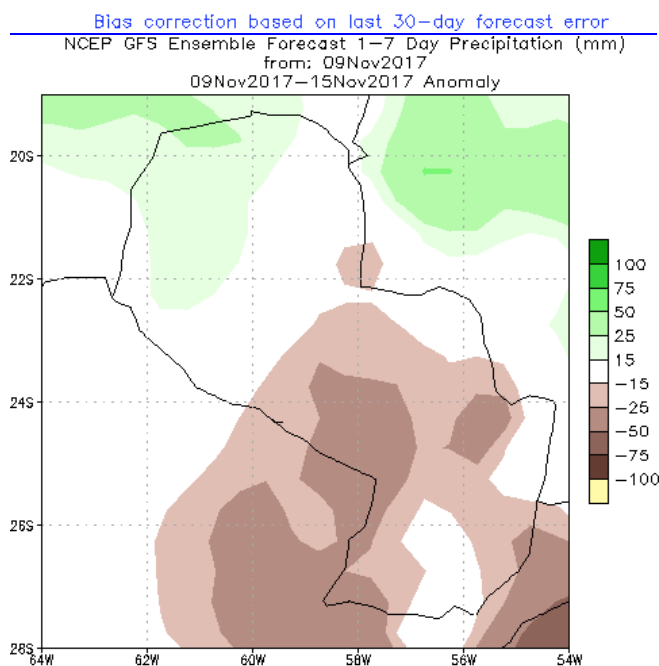 Bias correction based on last 30-day forecast error
NCEP GFS Ensemble Forecast 1-7 Day Precipitation (mm)
from: 09Nov2017
09Nov2017-15Nov2017 Anomaly
20S
22S
24S
26S
28S
64W 62W 60W 58W 56W 54W
100
75
50
25
15
-15
-25
-50
-75
-100